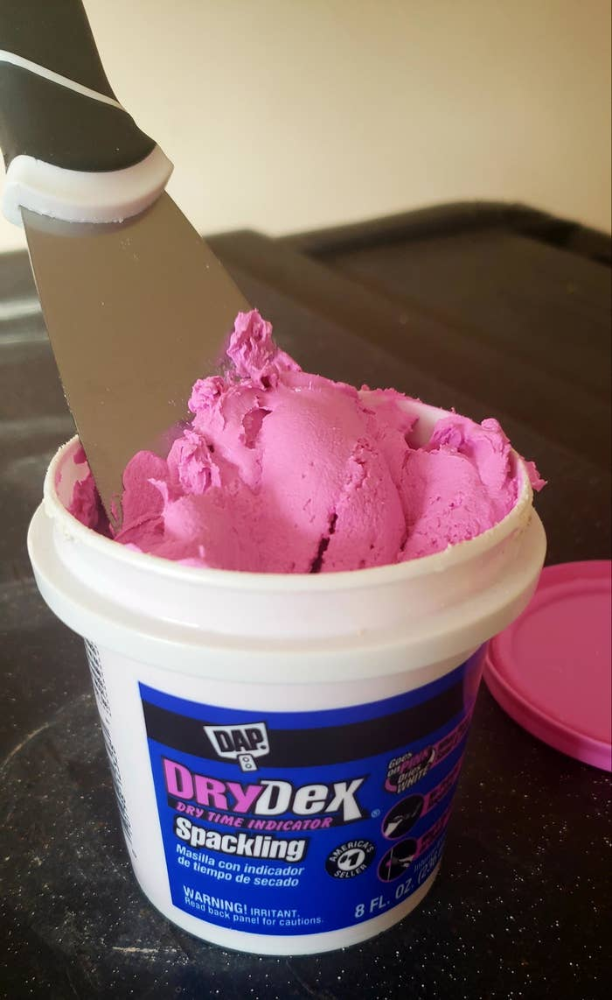 DAP.
DRYDex®
DRY TIME INDICATOR
Spackling
Masilla con indicador
de tiempo de secado
WARNING! IRRITANT.
Read back panel for cautions.
GOES
ON PINK
DRIES
WHITE
AMERICA'S
#1
SELLER
8 FL. OZ.